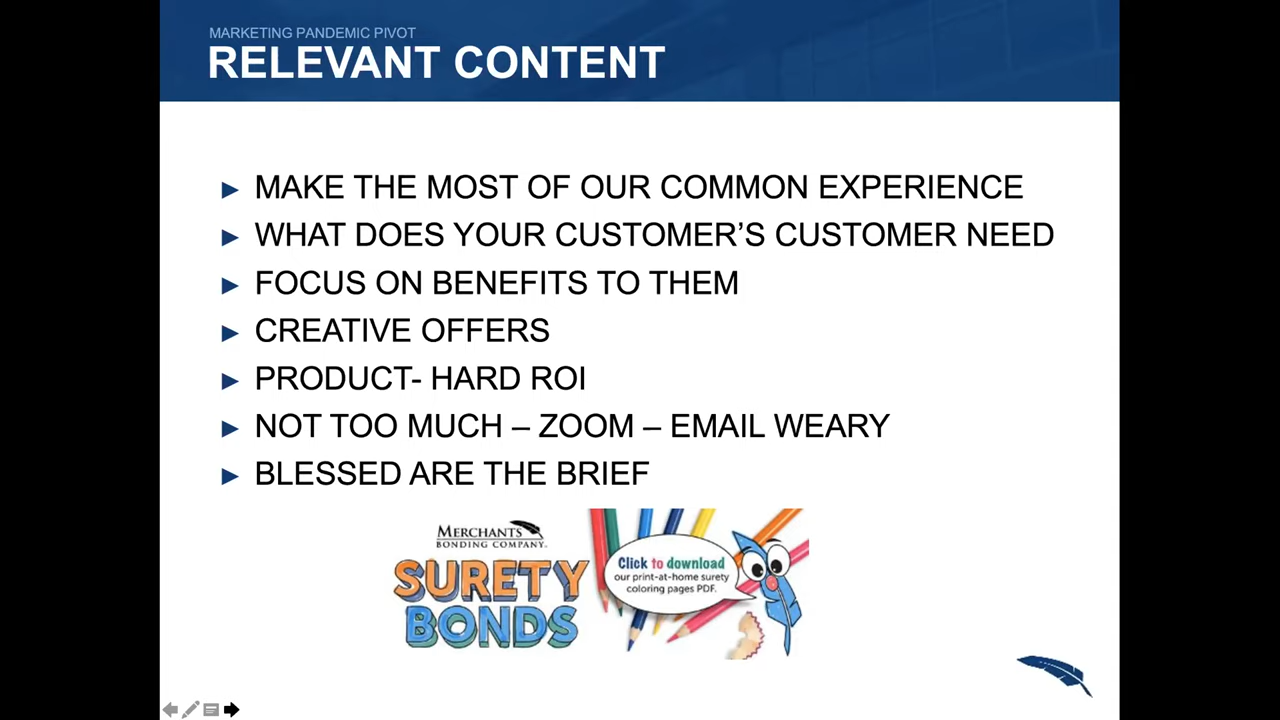 MARKETING PANDEMIC PIVOT
RELEVANT CONTENT
MAKE THE MOST OF OUR COMMON EXPERIENCE
WHAT DOES YOUR CUSTOMER’S CUSTOMER NEED
FOCUS ON BENEFITS TO THEM
CREATIVE OFFERS
PRODUCT- HARD ROI
NOT TOO MUCH – ZOOM – EMAIL WEARY
BLESSED ARE THE BRIEF
MERCHANTS
BONDING COMPANY
SURETY
BONDS
Click to download
our print-at-home surety
coloring pages PDF.